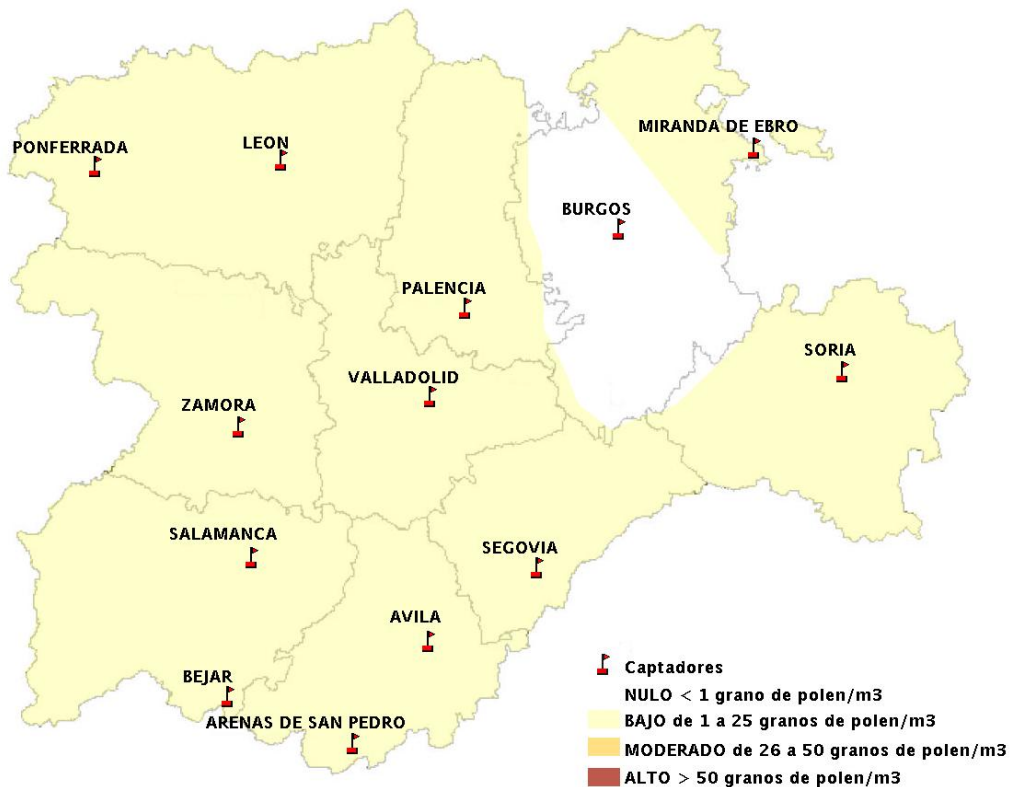 MIRANDA DE EBRO
PONFERRADA
LEON
BURGOS
PALENCIA
SORIA
VALLADOLID
ZAMORA
SALAMANCA
SEGOVIA
AVILA
BEJAR
ARENAS DE SAN PEDRO
Captadores
NULO < 1 grano de polen/m3
BAJO de 1 a 25 granos de polen/m3
MODERADO de 26 a 50 granos de polen/m3
ALTO > 50 granos de polen/m3